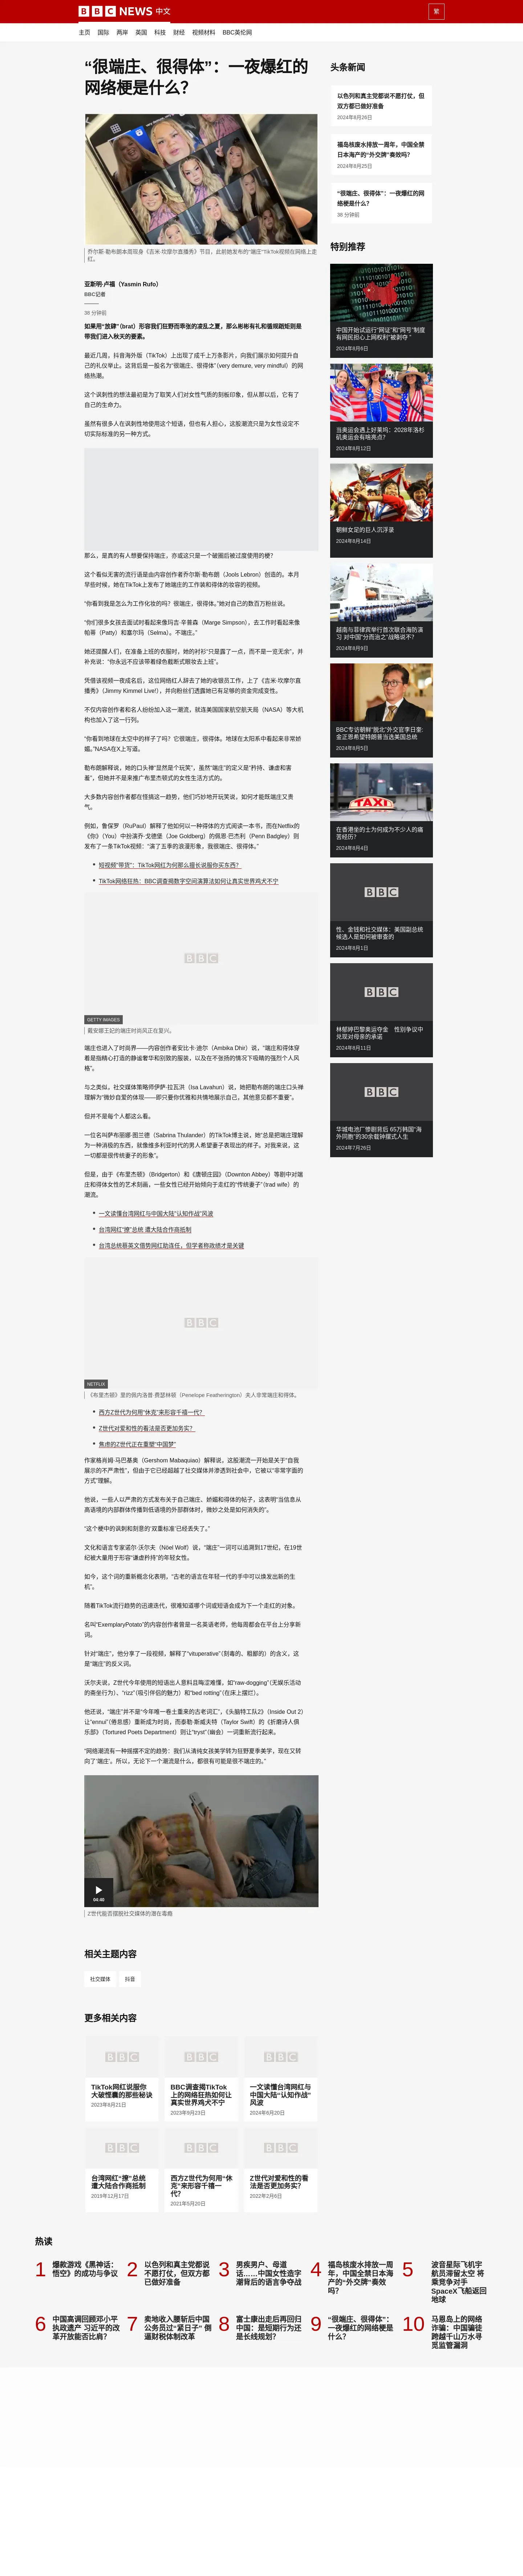 BBC NEWS 中文
繁
主页 国际 两岸 英国 科技 财经 视频材料 BBC英伦网
“很端庄、很得体”：一夜爆红的
网络梗是什么？
乔尔斯·勒布朗本周现身《吉米·坎摩尔直播秀》节目，此前她发布的“端庄”TikTok视频在网络上走
红。
亚斯明·卢福（Yasmin Rufo）
BBC记者
38 分钟前
如果用“放肆”（brat）形容我们狂野而乖张的凌乱之夏，那么彬彬有礼和循规蹈矩则是
带我们进入秋天的要素。
最近几周，抖音海外版（TikTok）上出现了成千上万条影片，向我们展示如何提升自
己的礼仪举止。这背后是一股名为“很端庄、很得体”（very demure, very mindful）的网
络热潮。
这个讽刺性的想法最初是为了取笑人们对女性气质的刻板印象，但从那以后，它有了
自己的生命力。
虽然有很多人在讽刺性地使用这个短语，但也有人担心，这股潮流只是为女性设定不
切实际标准的另一种方式。
那么，是真的有人想要保持端庄，亦或这只是一个破圈后被过度使用的梗？
这个看似无害的流行语是由内容创作者乔尔斯·勒布朗（Jools Lebron）创造的。本月
早些时候，她在TikTok上发布了她对端庄的工作装和得体的妆容的视频。
“你看到我是怎么为工作化妆的吗？很端庄，很得体。”她对自己的数百万粉丝说。
“你们很多女孩去面试时看起来像玛吉·辛普森（Marge Simpson），去工作时看起来像
帕蒂（Patty）和塞尔玛（Selma）。不端庄。”
她还提醒人们，在准备上班的衣服时，她的衬衫“只是露了一点，而不是一览无余”，并
补充说：“你永远不应该带着绿色截断式眼妆去上班”。
凭借该视频一夜成名后，这位网络红人辞去了她的收银员工作，上了《吉米·坎摩尔直
播秀》（Jimmy Kimmel Live!），并向粉丝们透露她已有足够的资金完成变性。
不仅内容创作者和名人纷纷加入这一潮流，就连美国国家航空航天局（NASA）等大机
构也加入了这一行列。
“你看到地球在太空中的样子了吗？它很端庄，很得体。地球在太阳系中看起来非常娇
媚。”NASA在X上写道。
勒布朗解释说，她的口头禅“显然是个玩笑”，虽然“端庄”的定义是“矜持、谦虚和害
羞”，但她并不是来推广布里杰顿式的女性生活方式的。
大多数内容创作者都在怪搞这一趋势，他们巧妙地开玩笑说，如何才能既端庄又勇
气。
例如，鲁保罗（RuPaul）解释了他如何以一种得体的方式阅读一本书，而在Netflix的
《你》（You）中扮演乔·戈德堡（Joe Goldberg）的佩恩·巴杰利（Penn Badgley）则
发布了一条TikTok视频：“演了五季的浪漫形象，我很端庄、很得体。”
短视频“带货”：TikTok网红为何那么擅长说服你买东西？
TikTok网络狂热：BBC调查揭数字空间演算法如何让真实世界鸡犬不宁
GETTY IMAGES
戴安娜王妃的端庄时尚风正在复兴。
端庄也进入了时尚界——内容创作者安比卡·迪尔（Ambika Dhir）说，“端庄和得体穿
着是指精心打造的静谧奢华和别致的服装，以及在不张扬的情况下吸睛的强烈个人风
格”。
与之类似，社交媒体策略师伊萨·拉瓦洪（Isa Lavahun）说，她把勒布朗的端庄口头禅
理解为“微妙自爱的体现——即只要你优雅和共情地展示自己，其他意见都不重要”。
但并不是每个人都这么看。
一位名叫萨布丽娜·图兰德（Sabrina Thulander）的TikTok博主说，她“总是把端庄理解
为一种消极的东西，就像维多利亚时代的男人希望妻子表现出的样子。对我来说，这
一切都是很传统妻子的形象”。
但是，由于《布里杰顿》（Bridgerton）和《唐顿庄园》（Downton Abbey）等剧中对端
庄和得体女性的艺术刻画，一些女性已经开始倾向于走红的“传统妻子”（trad wife）的
潮流。
一文读懂台湾网红与中国大陆“认知作战”风波
台湾网红“撩”总统 遭大陆合作商抵制
台湾总统蔡英文借势网红助连任，但学者称政绩才是关键
NETFLIX
《布里杰顿》里的佩内洛普·费瑟林顿（Penelope Featherington）夫人非常端庄和得体。
西方Z世代为何用“休克”来形容千禧一代？
Z世代对爱和性的看法是否更加务实？
焦虑的Z世代正在重塑“中国梦”
作家格肖姆·马巴基奥（Gershom Mabaquiao）解释说，这股潮流一开始是关于“自我
展示的不严肃性”，但由于它已经超越了社交媒体并渗透到社会中，它被以“非常字面的
方式”理解。
他说，一些人以严肃的方式发布关于自己端庄、娇媚和得体的帖子，这表明“当信息从
高语境的内部群体传播到低语境的外部群体时，微妙之处是如何消失的”。
“这个梗中的讽刺和刻意的‘双重标准’已经丢失了。”
文化和语言专家诺尔·沃尔夫（Nöel Wolf）说，“端庄”一词可以追溯到17世纪，在19世
纪被大量用于形容“谦虚矜持”的年轻女性。
如今，这个词的重新概念化表明，“古老的语言在年轻一代的手中可以焕发出新的生
机”。
随着TikTok流行趋势的迅速迭代，很难知道哪个词或短语会成为下一个走红的对象。
名叫“ExemplaryPotato”的内容创作者曾是一名英语老师，他每周都会在平台上分享新
词。
针对“端庄”，他分享了一段视频，解释了“vituperative”（刻毒的、粗鄙的）的含义，这
是“端庄”的反义词。
沃尔夫说，Z世代今年使用的短语出人意料且晦涩难懂，如“raw-dogging”（无娱乐活动
的葡坐行为）、“rizz”（吸引伴侣的魅力）和“bed rotting”（在床上摆烂）。
他还说，“端庄”并不是“今年唯一卷土重来的古老词汇”，《头脑特工队2》（Inside Out 2）
让“ennui”（倦怠感）重新成为时尚，而泰勒·斯威夫特（Taylor Swift）的《折磨诗人俱
乐部》（Tortured Poets Department）则让“tryst”（幽会）一词重新流行起来。
“网络潮流有一种摇摆不定的趋势：我们从清纯女孩美学转为狂野夏季美学，现在又转
向了‘端庄’。所以，无论下一个潮流是什么，都很有可能是很不端庄的。”
04:40
Z世代能否摆脱社交媒体的潜在毒瘾
相关主题内容
社交媒体 抖音
更多相关内容
TikTok网红说服你
大破悭囊的那些秘诀
2023年8月21日
BBC调查揭TikTok
上的网络狂热如何让
真实世界鸡犬不宁
2023年9月23日
一文读懂台湾网红与
中国大陆“认知作战”
风波
2024年6月20日
台湾网红“撩”总统
遭大陆合作商抵制
2019年12月17日
西方Z世代为何用“休
克”来形容千禧一
代？
2021年5月20日
Z世代对爱和性的看
法是否更加务实？
2022年2月6日
头条新闻
以色列和真主党都说不愿打仗，但
双方都已做好准备
2024年8月26日
福岛核废水排放一周年，中国全禁
日本海产的“外交牌”奏效吗？
2024年8月25日
“很端庄、很得体”：一夜爆红的网
络梗是什么？
38 分钟前
特别推荐
中国开始试运行“网证”和“网号”制度
有网民担心上网权利“被剥夺 ”
2024年8月6日
当奥运会遇上好莱坞：2028年洛杉
矶奥运会有啥亮点？
2024年8月12日
朝鲜女足的巨人沉浮录
2024年8月14日
越南与菲律宾举行首次联合海防演
习 对中国“分而治之”战略说不？
2024年8月9日
BBC专访朝鲜“脱北”外交官李日奎:
金正恩希望特朗普当选美国总统
2024年8月5日
TAXI
在香港坐的士为何成为不少人的痛
苦经历？
2024年8月4日
性、金钱和社交媒体：美国副总统
候选人是如何被审查的
2024年8月1日
林郁婷巴黎奥运夺金　性别争议中
兑现对母亲的承诺
2024年8月11日
华城电池厂惨剧背后 65万韩国“海
外同胞”的30余载钟摆式人生
2024年7月26日
热读
1 爆款游戏《黑神话：
悟空》的成功与争议
2 以色列和真主党都说
不愿打仗，但双方都
已做好准备
3 男疾男户、母道
话……中国女性造字
潮背后的语言争夺战
4 福岛核废水排放一周
年，中国全禁日本海
产的“外交牌”奏效
吗？
5 波音星际飞机宇
航员滞留太空 将
乘竞争对手
SpaceX飞船返回
地球
6 中国高调回顾邓小平
执政遗产 习近平的改
革开放能否比肩？
7 卖地收入腰斩后中国
公务员过“紧日子” 倒
逼财税体制改革
8 富士康出走后再回归
中国：是短期行为还
是长线规划？
9 “很端庄、很得体”：
一夜爆红的网络梗是
什么？
10 马恩岛上的网络
诈骗：中国骗徒
跨越千山万水寻
觅监管漏洞